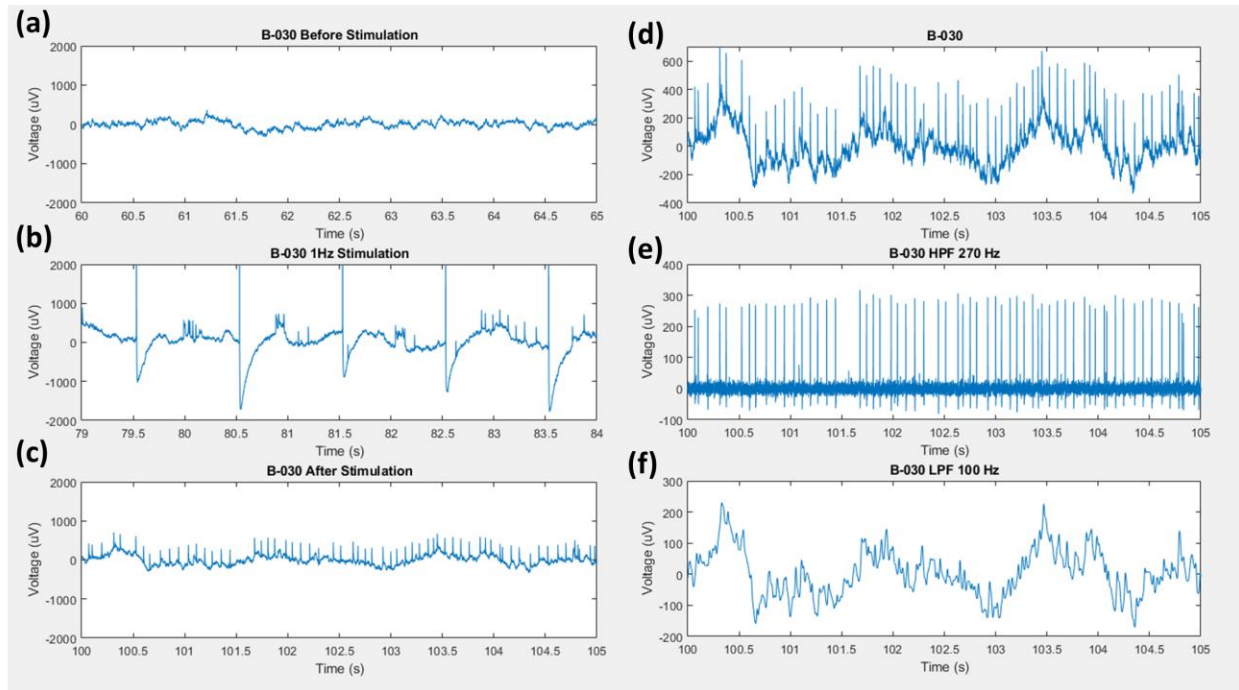 (a)
B-030 Before Stimulation
Voltage (uV)
2000
1000
0
-1000
-2000
60 60.5 61 61.5 62 62.5 63 63.5 64 64.5 65
Time (s)
(b)
B-030 1Hz Stimulation
Voltage (uV)
2000
1000
0
-1000
-2000
79 79.5 80 80.5 81 81.5 82 82.5 83 83.5 84
Time (s)
(c)
B-030 After Stimulation
Voltage (uV)
2000
1000
0
-1000
-2000
100 100.5 101 101.5 102 102.5 103 103.5 104 104.5 105
Time (s)
(d)
B-030
Voltage (uV)
600
400
200
0
-200
-400
100 100.5 101 101.5 102 102.5 103 103.5 104 104.5 105
Time (s)
(e)
B-030 HPF 270 Hz
Voltage (uV)
400
300
200
100
0
-100
100 100.5 101 101.5 102 102.5 103 103.5 104 104.5 105
Time (s)
(f)
B-030 LPF 100 Hz
Voltage (uV)
300
200
100
0
-100
-200
100 100.5 101 101.5 102 102.5 103 103.5 104 104.5 105
Time (s)